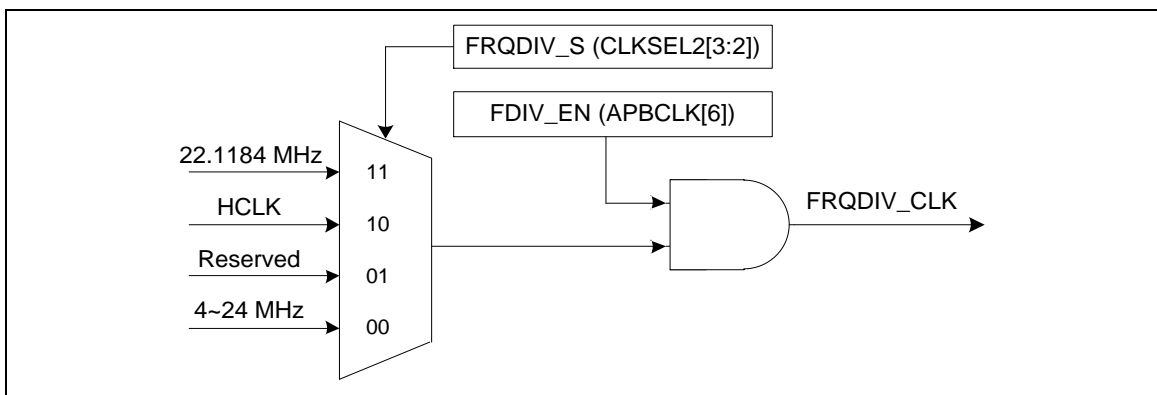 FRQDIV_S (CLKSEL2[3:2])
FDIV_EN (APBCLK[6])
22.1184 MHz
11
HCLK
10
Reserved
01
4~24 MHz
00
FRQDIV_CLK